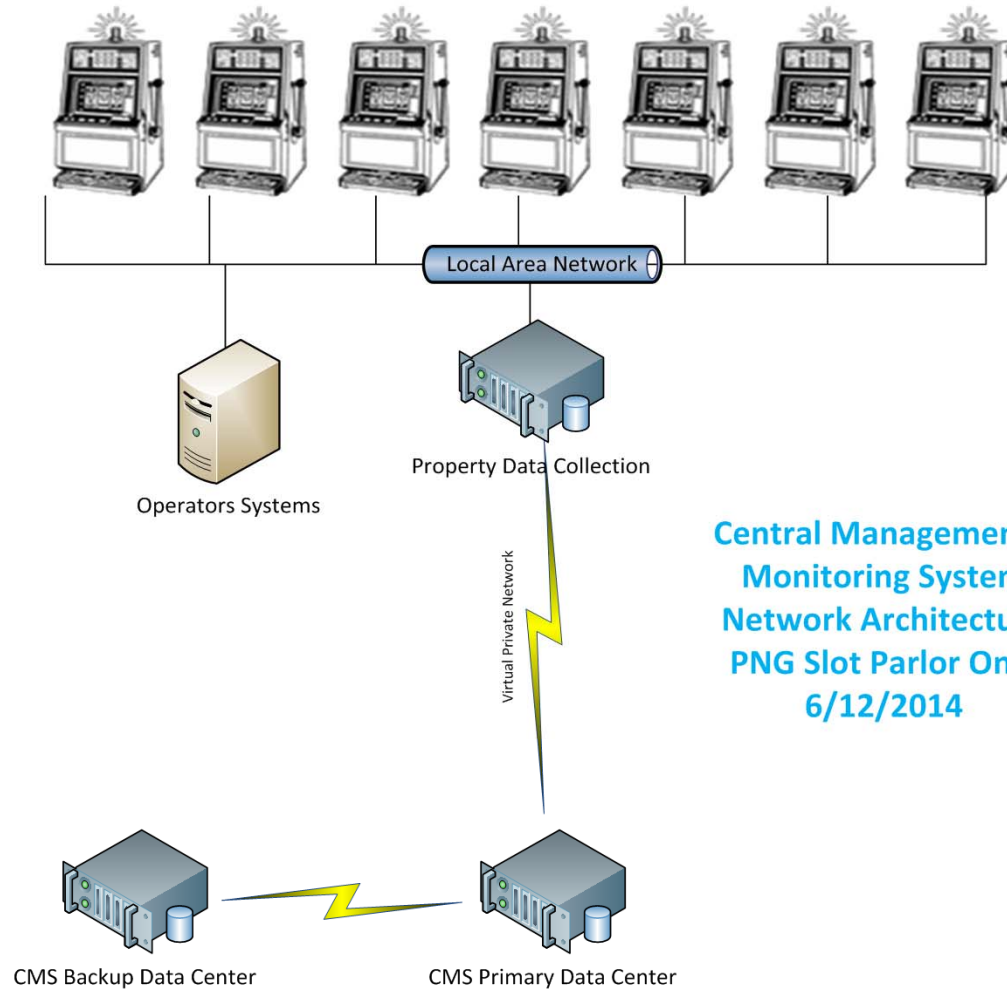 Local Area Network
Operators Systems
Property Data Collection
Virtual Private Network
Central
Monitoring
Network
PNG Slot Parlor
6/12/2014
CMS Backup Data Center
CMS Primary Data Center